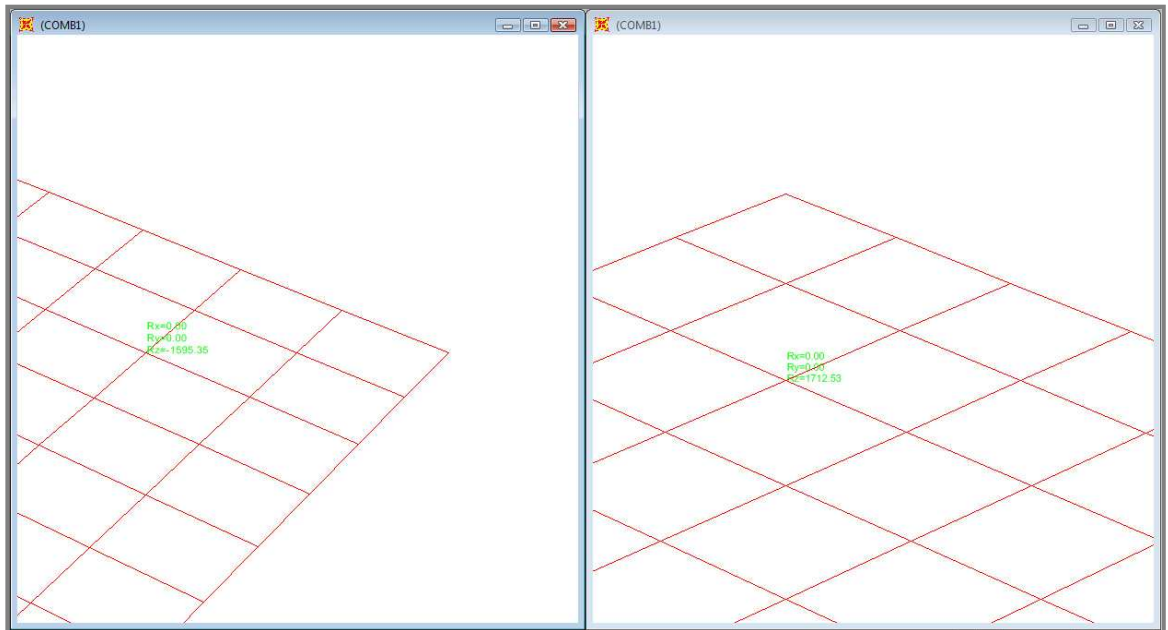 (COMB1)
Rx=0.00
Ry=0.00
Rz=-1595.35
(COMB1)
Rx=0.00
Ry=0.00
Rz=1712.53